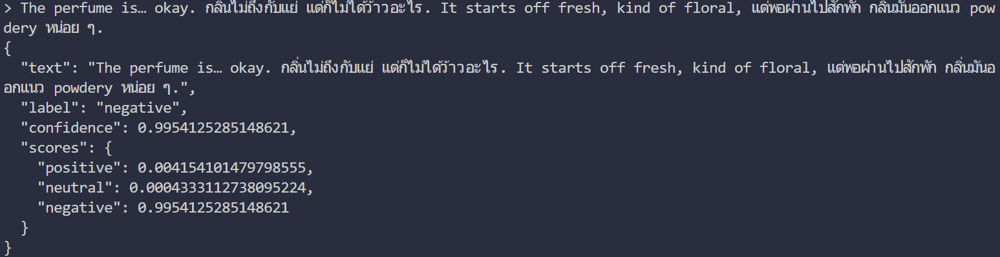 > The perfume is… okay. กลิ่นไม่ถึงกับแย่ แต่ก็ไม่ได้ว้าวอะไร. It starts off fresh, kind of floral, แต่พอผ่านไปสักพัก กลิ่นมันออกแนว pow
dery หน่อย ๆ.
{
  "text": "The perfume is… okay. กลิ่นไม่ถึงกับแย่ แต่ก็ไม่ได้ว้าวอะไร. It starts off fresh, kind of floral, แต่พอผ่านไปสักพัก กลิ่นมันอ
อกแนว powdery หน่อย ๆ.",
  "label": "negative",
  "confidence": 0.9954125285148621,
  "scores": {
    "positive": 0.004154101479798555,
    "neutral": 0.00043333112738095224,
    "negative": 0.9954125285148621
  }
}